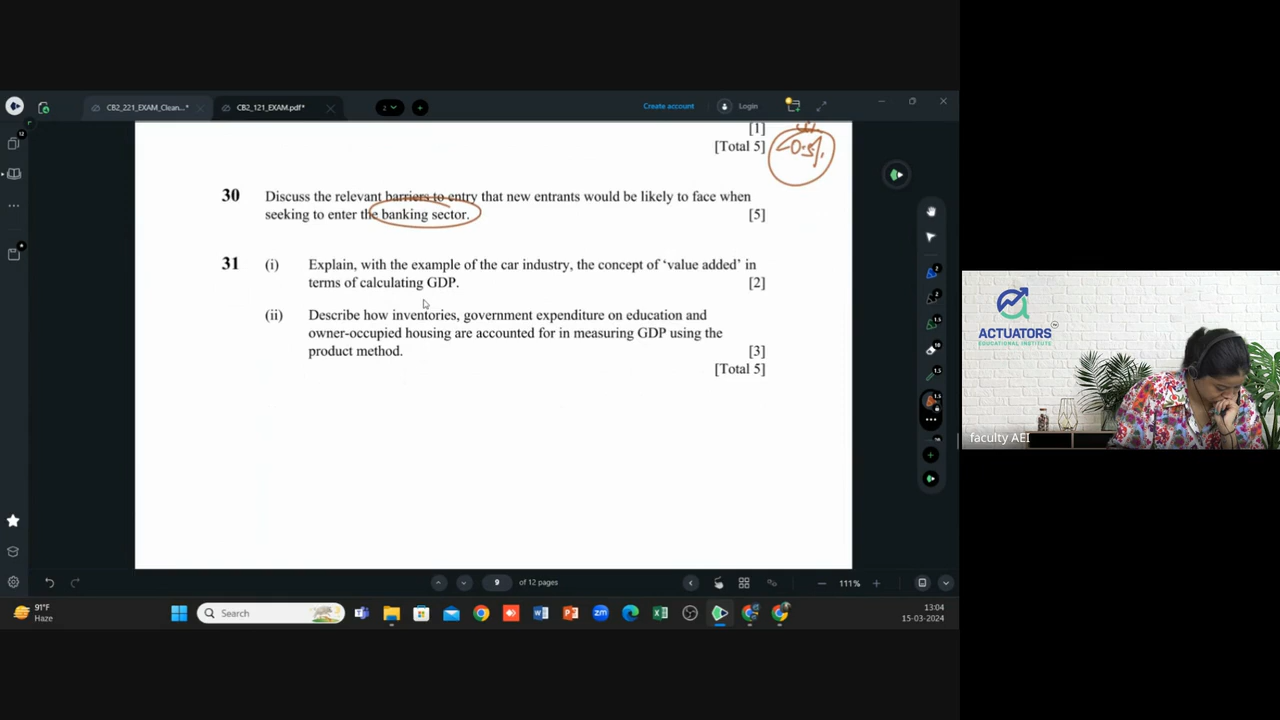 CB2_221_EXAM_Clean...*
CB2_121_EXAM.pdf*
2
Create account
Login
[1]
[Total 5]
<0.5%
30 Discuss the relevant barriers to entry that new entrants would be likely to face when
seeking to enter the banking sector. [5]
31 (i) Explain, with the example of the car industry, the concept of ‘value added’ in
terms of calculating GDP. [2]
(ii) Describe how inventories, government expenditure on education and
owner-occupied housing are accounted for in measuring GDP using the
product method. [3]
[Total 5]
9 of 12 pages
111%
91°F
Haze
Search
13:04
15-03-2024
ACTUATORS
EDUCATIONAL INSTITUTE
faculty AEI